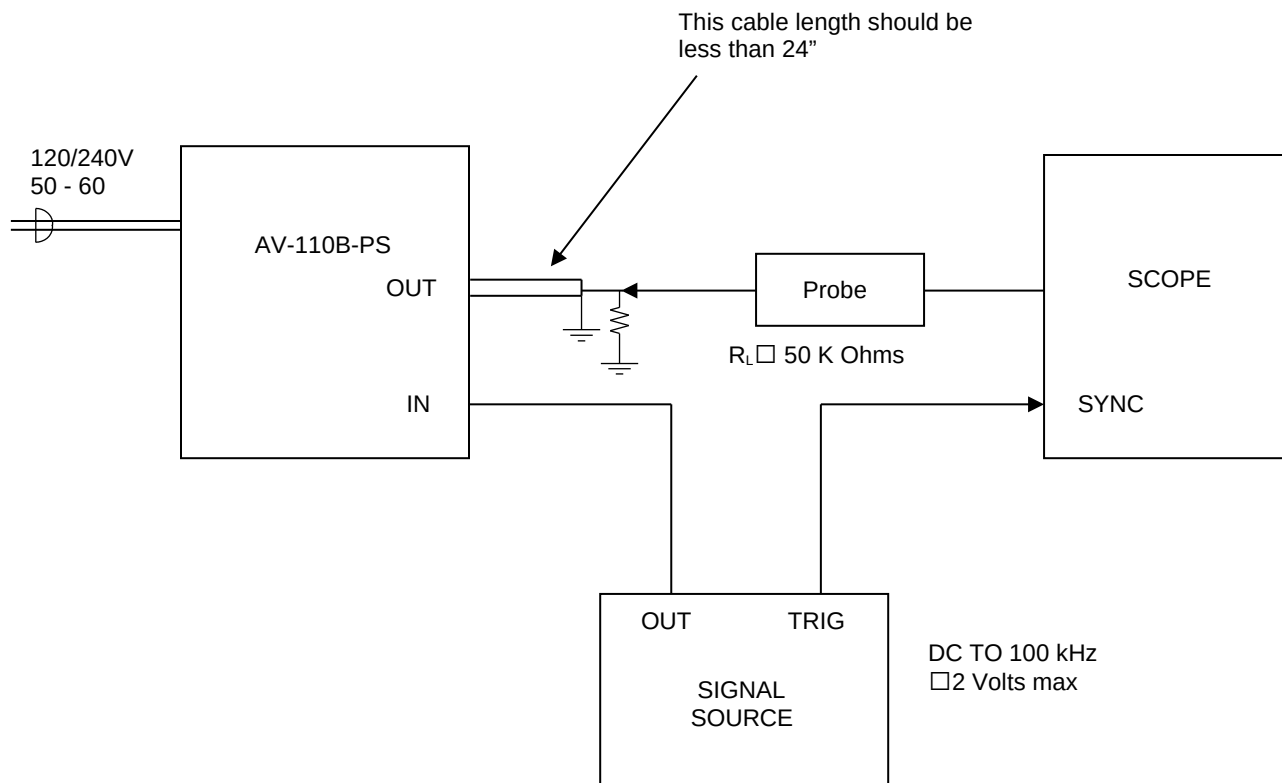 This cable length should be
less than 24”
120/240V
50 - 60
AV-110B-PS
OUT
IN
Probe
R​L□ 50 K Ohms
SCOPE
SYNC
OUT TRIG
SIGNAL
SOURCE
DC TO 100 kHz
□2 Volts max